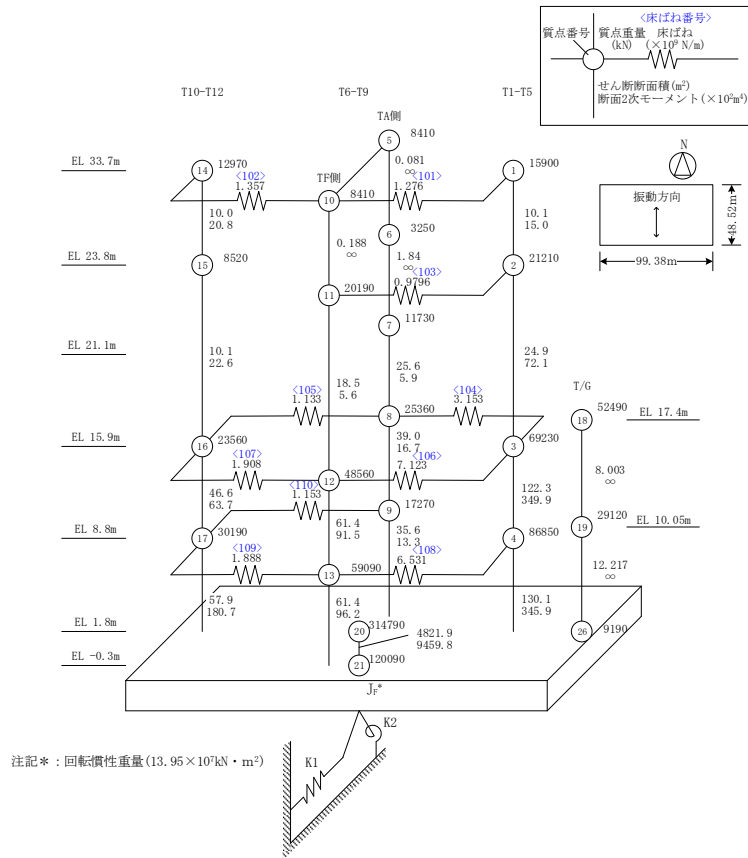 <床ばね番号>
質点番号 質点重量 床ばね
(kN) (×10⁹ N/m)
せん断断面積(m²)
断面2次モーメント(×10²m⁴)
T10-T12 T6-T9 T1-T5
TA側
5 8410
EL 33.7m 14 12970 <102> 1.357 TF側 10 8410 0.081 ∞ <101> 1.276 1 15900
N
振動方向
48.52m
99.38m
10.0 20.8 0.188 ∞ 6 3250 10.1 15.0
EL 23.8m 15 8520 1.84 ∞ 2 21210
11 20190 <103> 0.9796
7 11730
EL 21.1m
10.1 22.6 18.5 5.6 25.6 5.9 24.9 72.1
T/G
<105> 1.133 8 25360 <104> 3.153 18 52490 EL 17.4m
EL 15.9m 16 23560 39.0 16.7 3 69230
<107> 1.908 12 48560 <106> 7.123 8.003 ∞
46.6 63.7 <110> 1.153 9 17270 122.3 349.9
61.4 91.5 19 29120 EL 10.05m
EL 8.8m 17 30190 35.6 13.3 4 86850
<109> 1.888 13 59090 <108> 6.531 12.217 ∞
57.9 180.7 61.4 96.2 130.1 345.9
EL 1.8m 20 314790 4821.9 9459.8 26 9190
EL -0.3m 21 120090
J_F*
K2
K1
注記*：回転慣性重量(13.95×10⁷kN・m²)